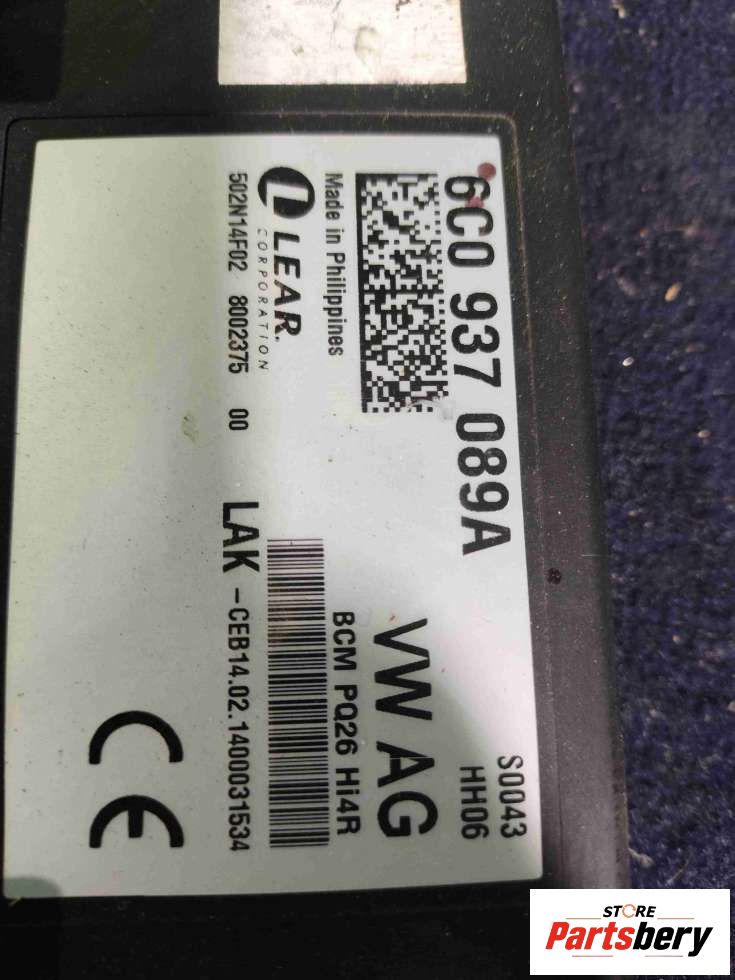 6C0 937 089A
S0043
HH06
VW AG
BCM PQ26 Hi4R
Made in Philippines
LEAR.
CORPORATION
502N14F02 8002375 00
LAK -CEB14.02.1400031534
CE
STORE
Partsbery